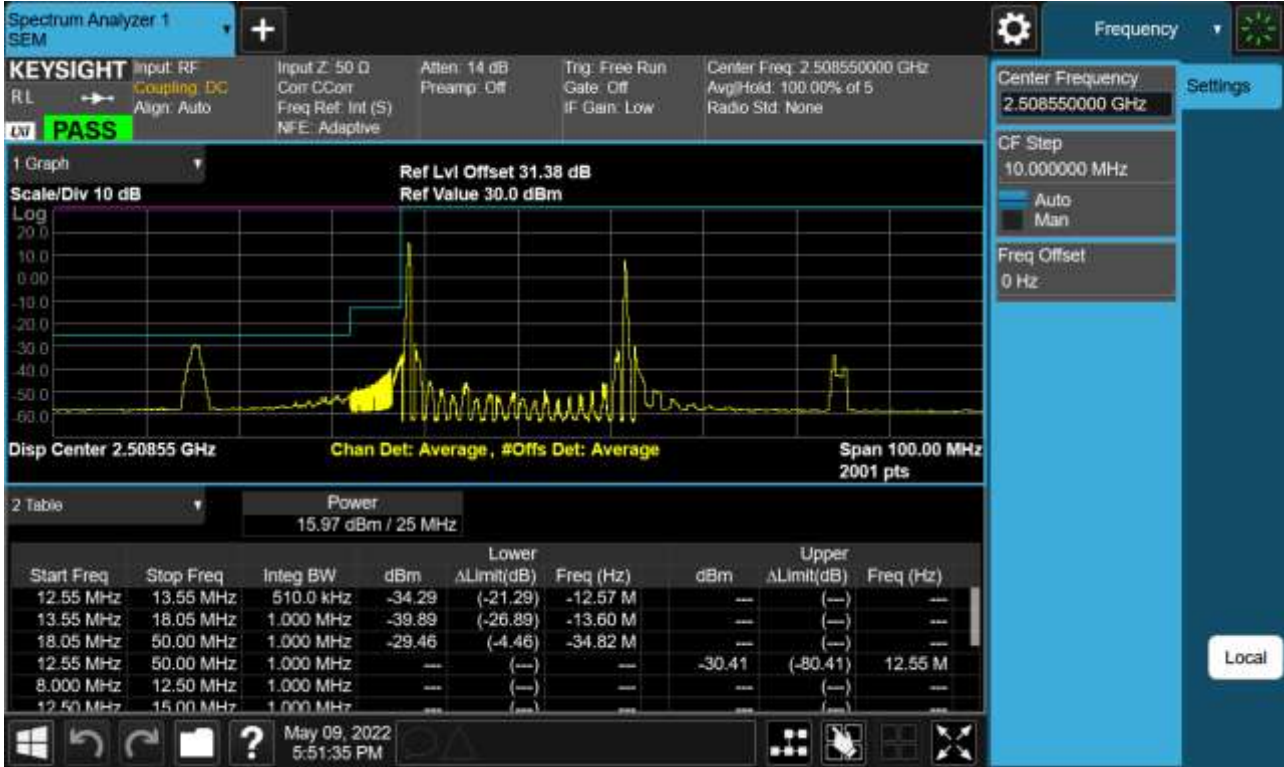 Spectrum Analyzer 1
SEM
Frequency
KEYSIGHT Input: RF Input Z: 50 Ω Atten: 14 dB Trig: Free Run Center Freq: 2.508550000 GHz
RL Coupling: DC Corr CCorr Preamp: Off Gate: Off Avg|Hold: 100.00% of 5
Align: Auto Freq Ref: Int (S) IF Gain: Low Radio Std: None
NFE: Adaptive
LXI PASS
Center Frequency
2.508550000 GHz
Settings
CF Step
10.000000 MHz
Auto
Man
Freq Offset
0 Hz
1 Graph
Ref Lvl Offset 31.38 dB
Scale/Div 10 dB Ref Value 30.0 dBm
Log
20.0
10.0
0.00
-10.0
-20.0
-30.0
-40.0
-50.0
-60.0
Disp Center 2.50855 GHz Chan Det: Average, #Offs Det: Average Span 100.00 MHz
2001 pts
2 Table Power
15.97 dBm / 25 MHz
Lower Upper
Start Freq Stop Freq Integ BW dBm ΔLimit(dB) Freq (Hz) dBm ΔLimit(dB) Freq (Hz)
12.55 MHz 13.55 MHz 510.0 kHz -34.29 (-21.29) -12.57 M --- (---) ---
13.55 MHz 18.05 MHz 1.000 MHz -39.89 (-26.89) -13.60 M --- (---) ---
18.05 MHz 50.00 MHz 1.000 MHz -29.46 (-4.46) -34.82 M --- (---) ---
12.55 MHz 50.00 MHz 1.000 MHz --- (---) --- -30.41 (-80.41) 12.55 M
8.000 MHz 12.50 MHz 1.000 MHz --- (---) --- --- (---) ---
12.50 MHz 15.00 MHz 1.000 MHz --- (---) --- --- (---) ---
Local
? May 09, 2022
5:51:35 PM